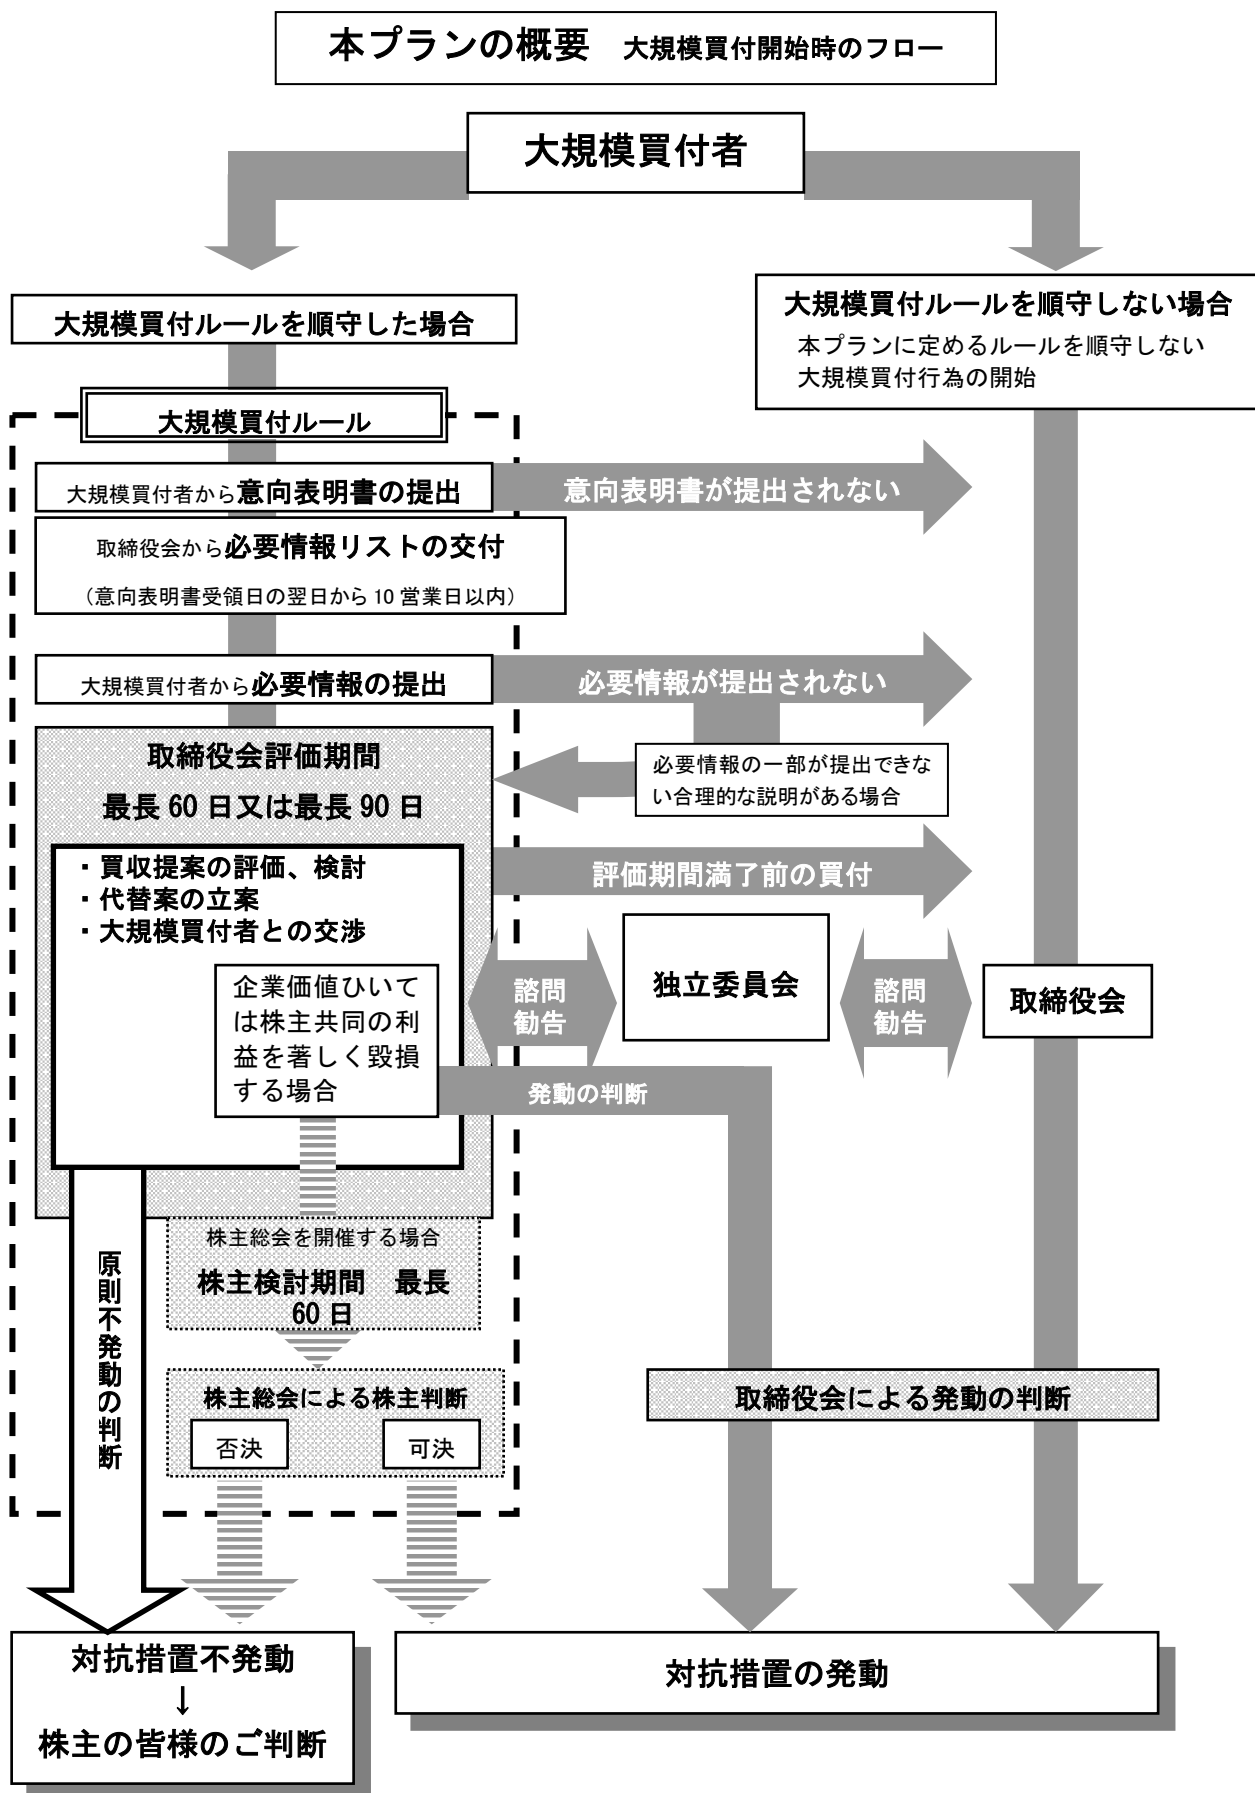 本プランの概要　大規模買付開始時のフロー
大規模買付者
大規模買付ルールを順守した場合
大規模買付ルールを順守しない場合
本プランに定めるルールを順守しない
大規模買付行為の開始
大規模買付ルール
大規模買付者から意向表明書の提出
意向表明書が提出されない
取締役会から必要情報リストの交付
（意向表明書受領日の翌日から 10 営業日以内）
大規模買付者から必要情報の提出
必要情報が提出されない
必要情報の一部が提出できな
い合理的な説明がある場合
取締役会評価期間
最長 60 日又は最長 90 日
・買収提案の評価、検討
・代替案の立案
・大規模買付者との交渉
評価期間満了前の買付
企業価値ひいて
は株主共同の利
益を著しく毀損
する場合
諮問
勧告
独立委員会
諮問
勧告
取締役会
発動の判断
原則不発動の判断
株主総会を開催する場合
株主検討期間　最長
60 日
株主総会による株主判断
否決
可決
取締役会による発動の判断
対抗措置不発動
↓
株主の皆様のご判断
対抗措置の発動